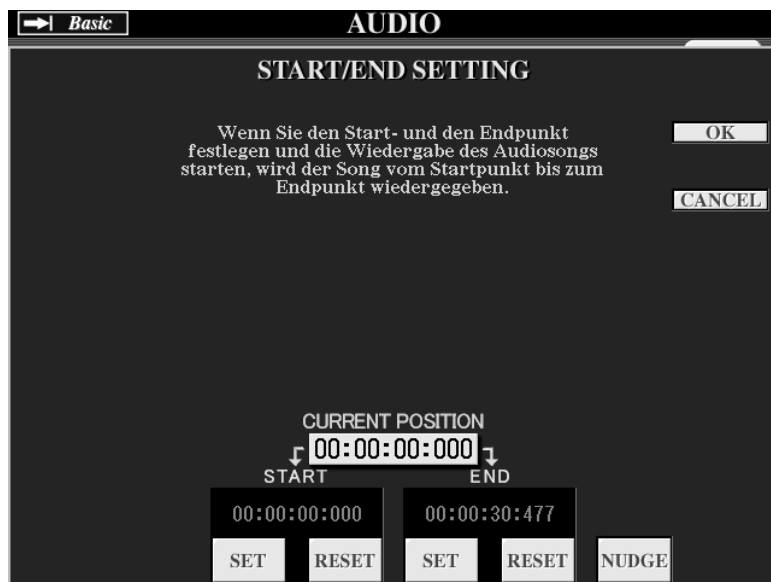 Basic
AUDIO
START/END SETTING
Wenn Sie den Start- und den Endpunkt
festlegen und die Wiedergabe des Audiosongs
starten, wird der Song vom Startpunkt bis zum
Endpunkt wiedergegeben.
OK
CANCEL
CURRENT POSITION
00:00:00:000
START END
00:00:00:000 00:00:30:477
SET RESET SET RESET NUDGE